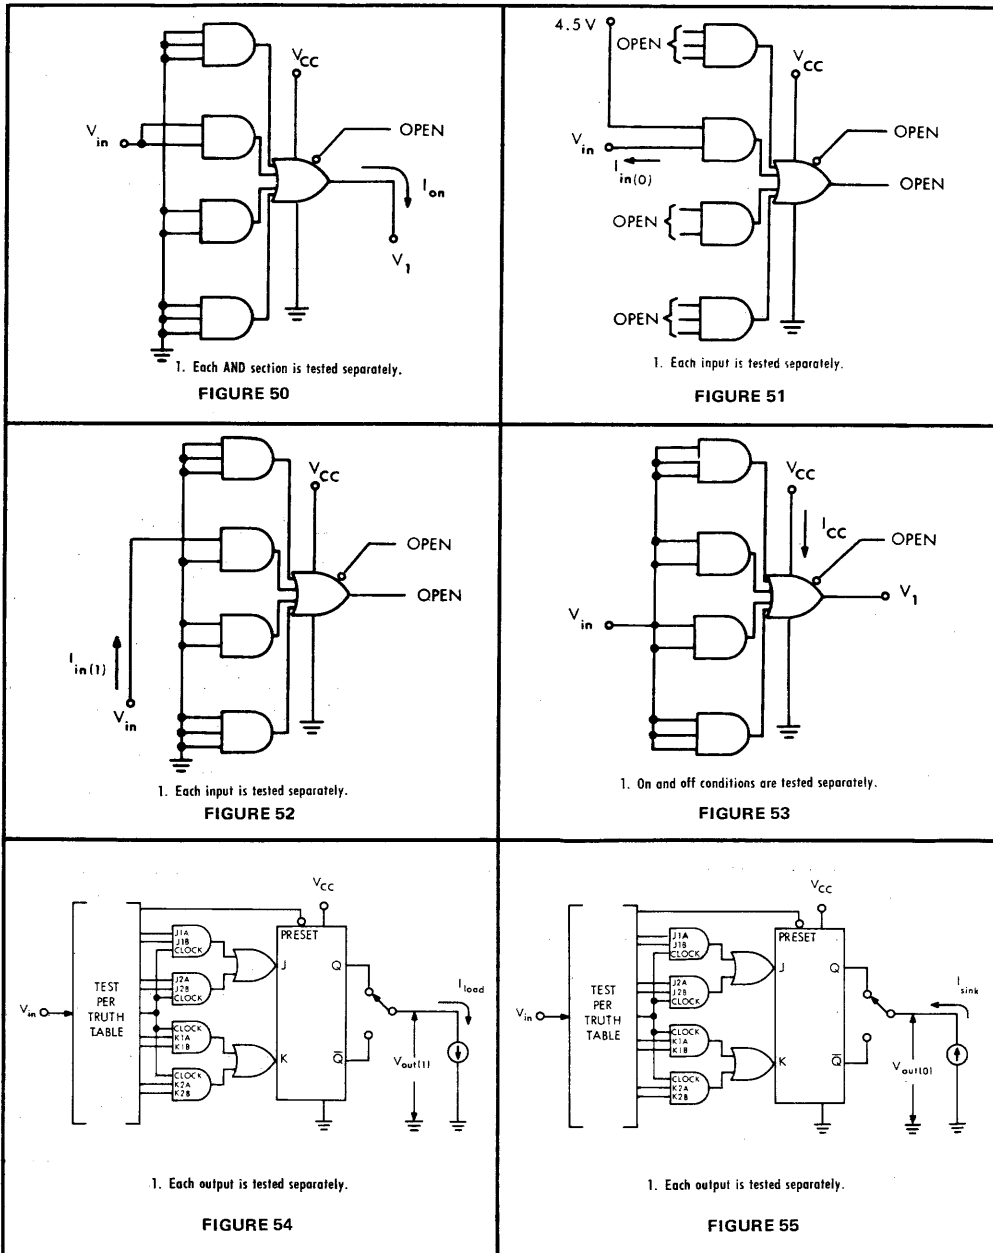 V_CC
V_in
OPEN
I_on
V_1
1. Each AND section is tested separately.
FIGURE 50
4.5 V
OPEN
V_CC
V_in
OPEN
I_in(0)
OPEN
OPEN
OPEN
1. Each input is tested separately.
FIGURE 51
V_CC
OPEN
OPEN
I_in(1)
V_in
1. Each input is tested separately.
FIGURE 52
V_CC
I_CC
OPEN
V_in
V_1
1. On and off conditions are tested separately.
FIGURE 53
V_CC
PRESET
J1A
J1B
CLOCK
J
Q
J2A
J2B
CLOCK
V_in
TEST
PER
TRUTH
TABLE
I_load
CLOCK
K1A
K1B
K
Q̅
V_out(1)
CLOCK
K2A
K2B
1. Each output is tested separately.
FIGURE 54
V_CC
PRESET
J1A
J1B
CLOCK
J
Q
J2A
J2B
CLOCK
V_in
TEST
PER
TRUTH
TABLE
I_sink
CLOCK
K1A
K1B
K
Q̅
V_out(0)
CLOCK
K2A
K2B
1. Each output is tested separately.
FIGURE 55